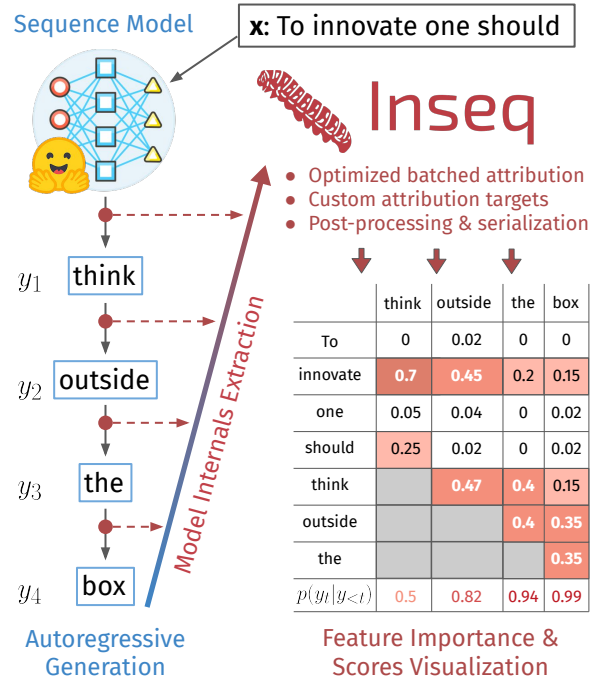 Sequence Model
x: To innovate one should
Inseq
Optimized batched attribution
Custom attribution targets
Post-processing & serialization
y1 think
y2 outside
y3 the
y4 box
Model Internals Extraction
Autoregressive
Generation
think outside the box
To 0 0.02 0 0
innovate 0.7 0.45 0.2 0.15
one 0.05 0.04 0 0.02
should 0.25 0.02 0 0.02
think 0.47 0.4 0.15
outside 0.4 0.35
the 0.35
p(yt|y<t) 0.5 0.82 0.94 0.99
Feature Importance &
Scores Visualization